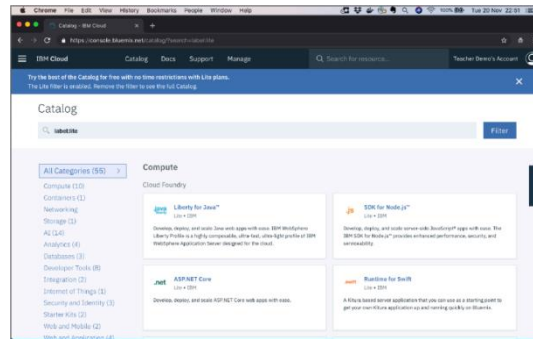 Chrome File Edit View History Bookmarks People Window Help
100% Tue 20 Nov 22:51
Catalog - IBM Cloud
https://console.bluemix.net/catalog/?search=label:lite
IBM Cloud Catalog Docs Support Manage Search for resource... Teacher Demo's Account
Try the best of the Catalog for free with no time restrictions with Lite plans.
The Lite filter is enabled. Remove the filter to see the full Catalog.
Catalog
label:lite Filter
All Categories (55) >
Compute (10)
Containers (1)
Networking
Storage (1)
AI (14)
Analytics (4)
Databases (3)
Developer Tools (8)
Integration (2)
Internet of Things (1)
Security and Identity (3)
Starter Kits (2)
Web and Mobile (2)
Web and Application (4)
Compute
Cloud Foundry
Liberty for Java™
Lite • IBM
Develop, deploy, and scale Java web apps with ease. IBM WebSphere
Liberty Profile is a highly composable, ultra-fast, ultra-light profile of IBM
WebSphere Application Server designed for the cloud.
JS SDK for Node.js™
Lite • IBM
Develop, deploy, and scale server-side JavaScript® apps with ease. The
IBM SDK for Node.js™ provides enhanced performance, security, and
serviceability.
.net ASP.NET Core
Lite • IBM
Develop, deploy, and scale ASP.NET Core web apps with ease.
swift Runtime for Swift
Lite • IBM
A Kitura based server application that you can use as a starting point to
get your own Kitura application up and running quickly on Bluemix